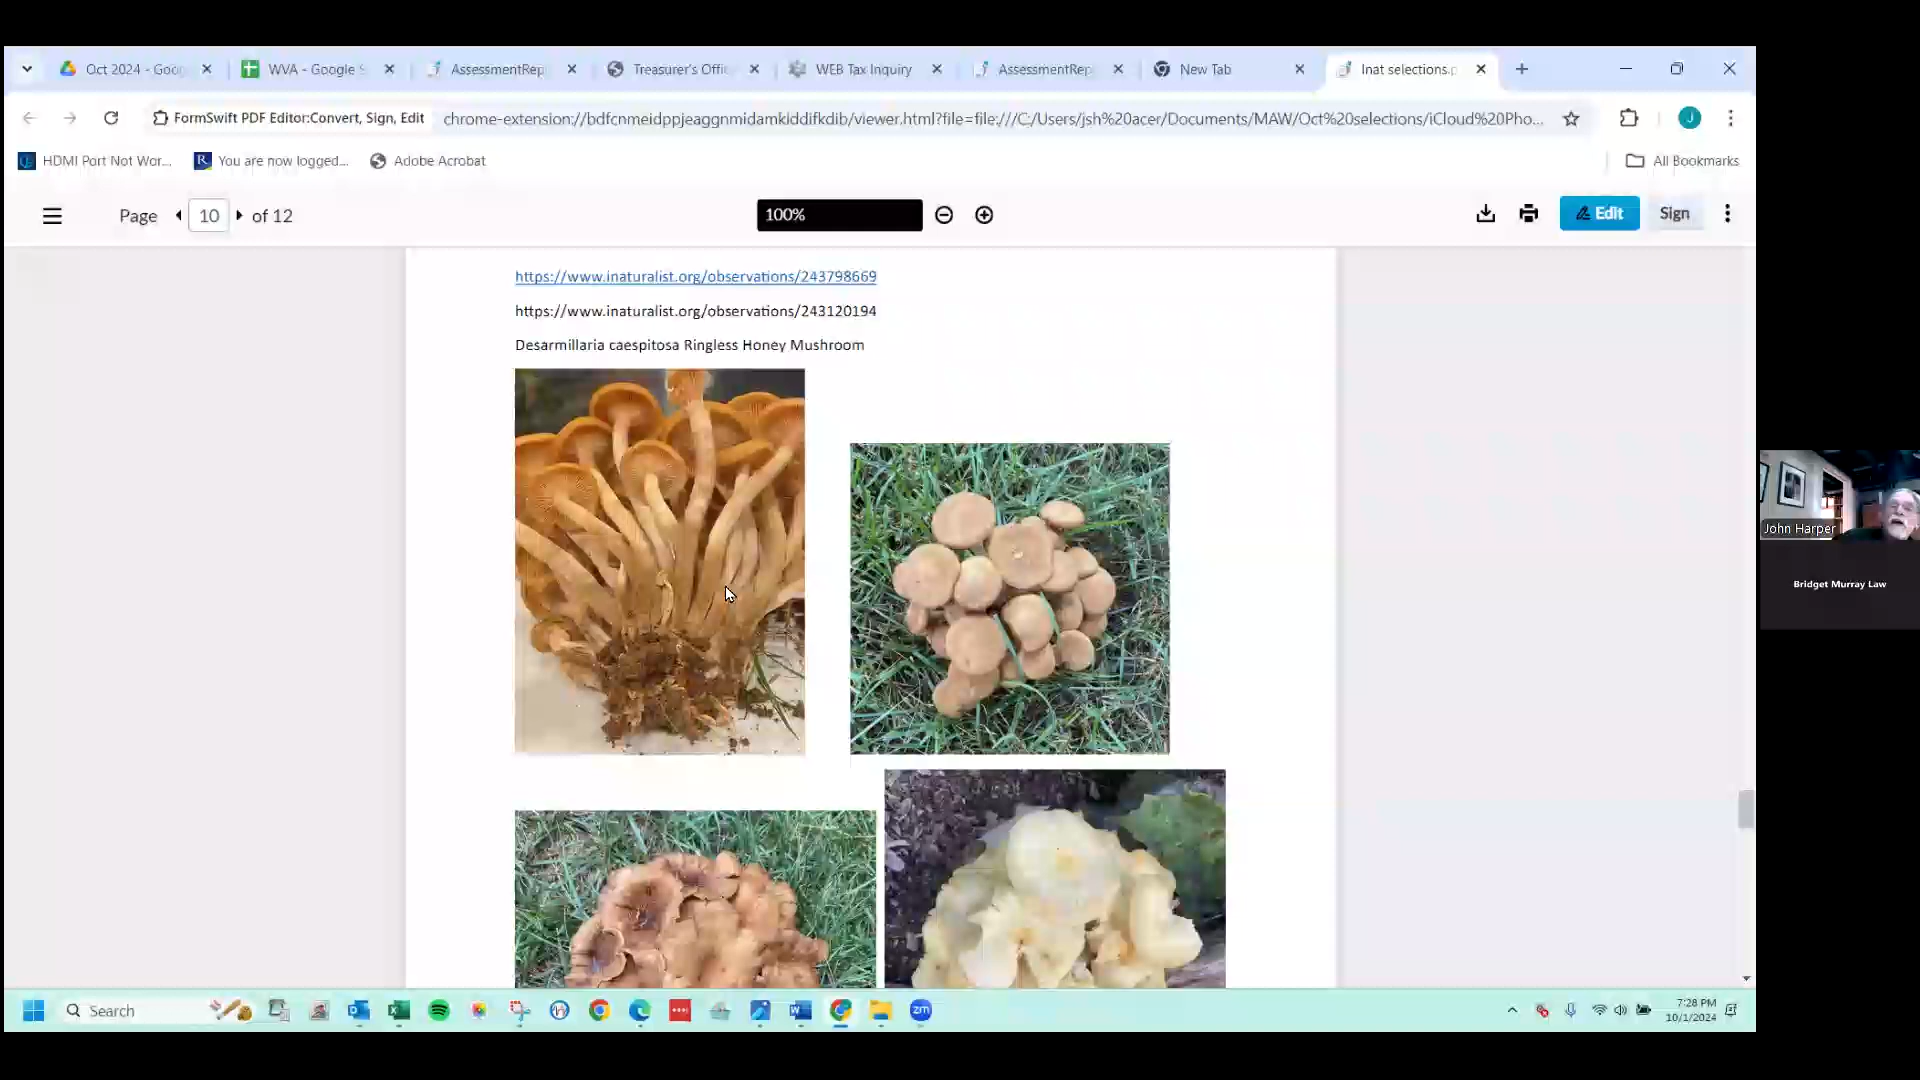 Oct 2024 - Goo
WVA - Google S
AssessmentRep
Treasurer's Offi
WEB Tax Inquiry
AssessmentRep
New Tab
Inat selections.p
FormSwift PDF Editor:Convert, Sign, Edit
chrome-extension://bdfcnmeidppjeaggnmidamkiddifkdib/viewer.html?file=file:///C:/Users/jsh%20acer/Documents/MAW/Oct%20selections/iCloud%20Pho...
J
HDMI Port Not Wor...
You are now logged...
Adobe Acrobat
All Bookmarks
Page 10 of 12
100%
Edit
Sign
https://www.inaturalist.org/observations/243798669
https://www.inaturalist.org/observations/243120194
Desarmillaria caespitosa Ringless Honey Mushroom
John Harper
Bridget Murray Law
Search
zm
7:28 PM
10/1/2024